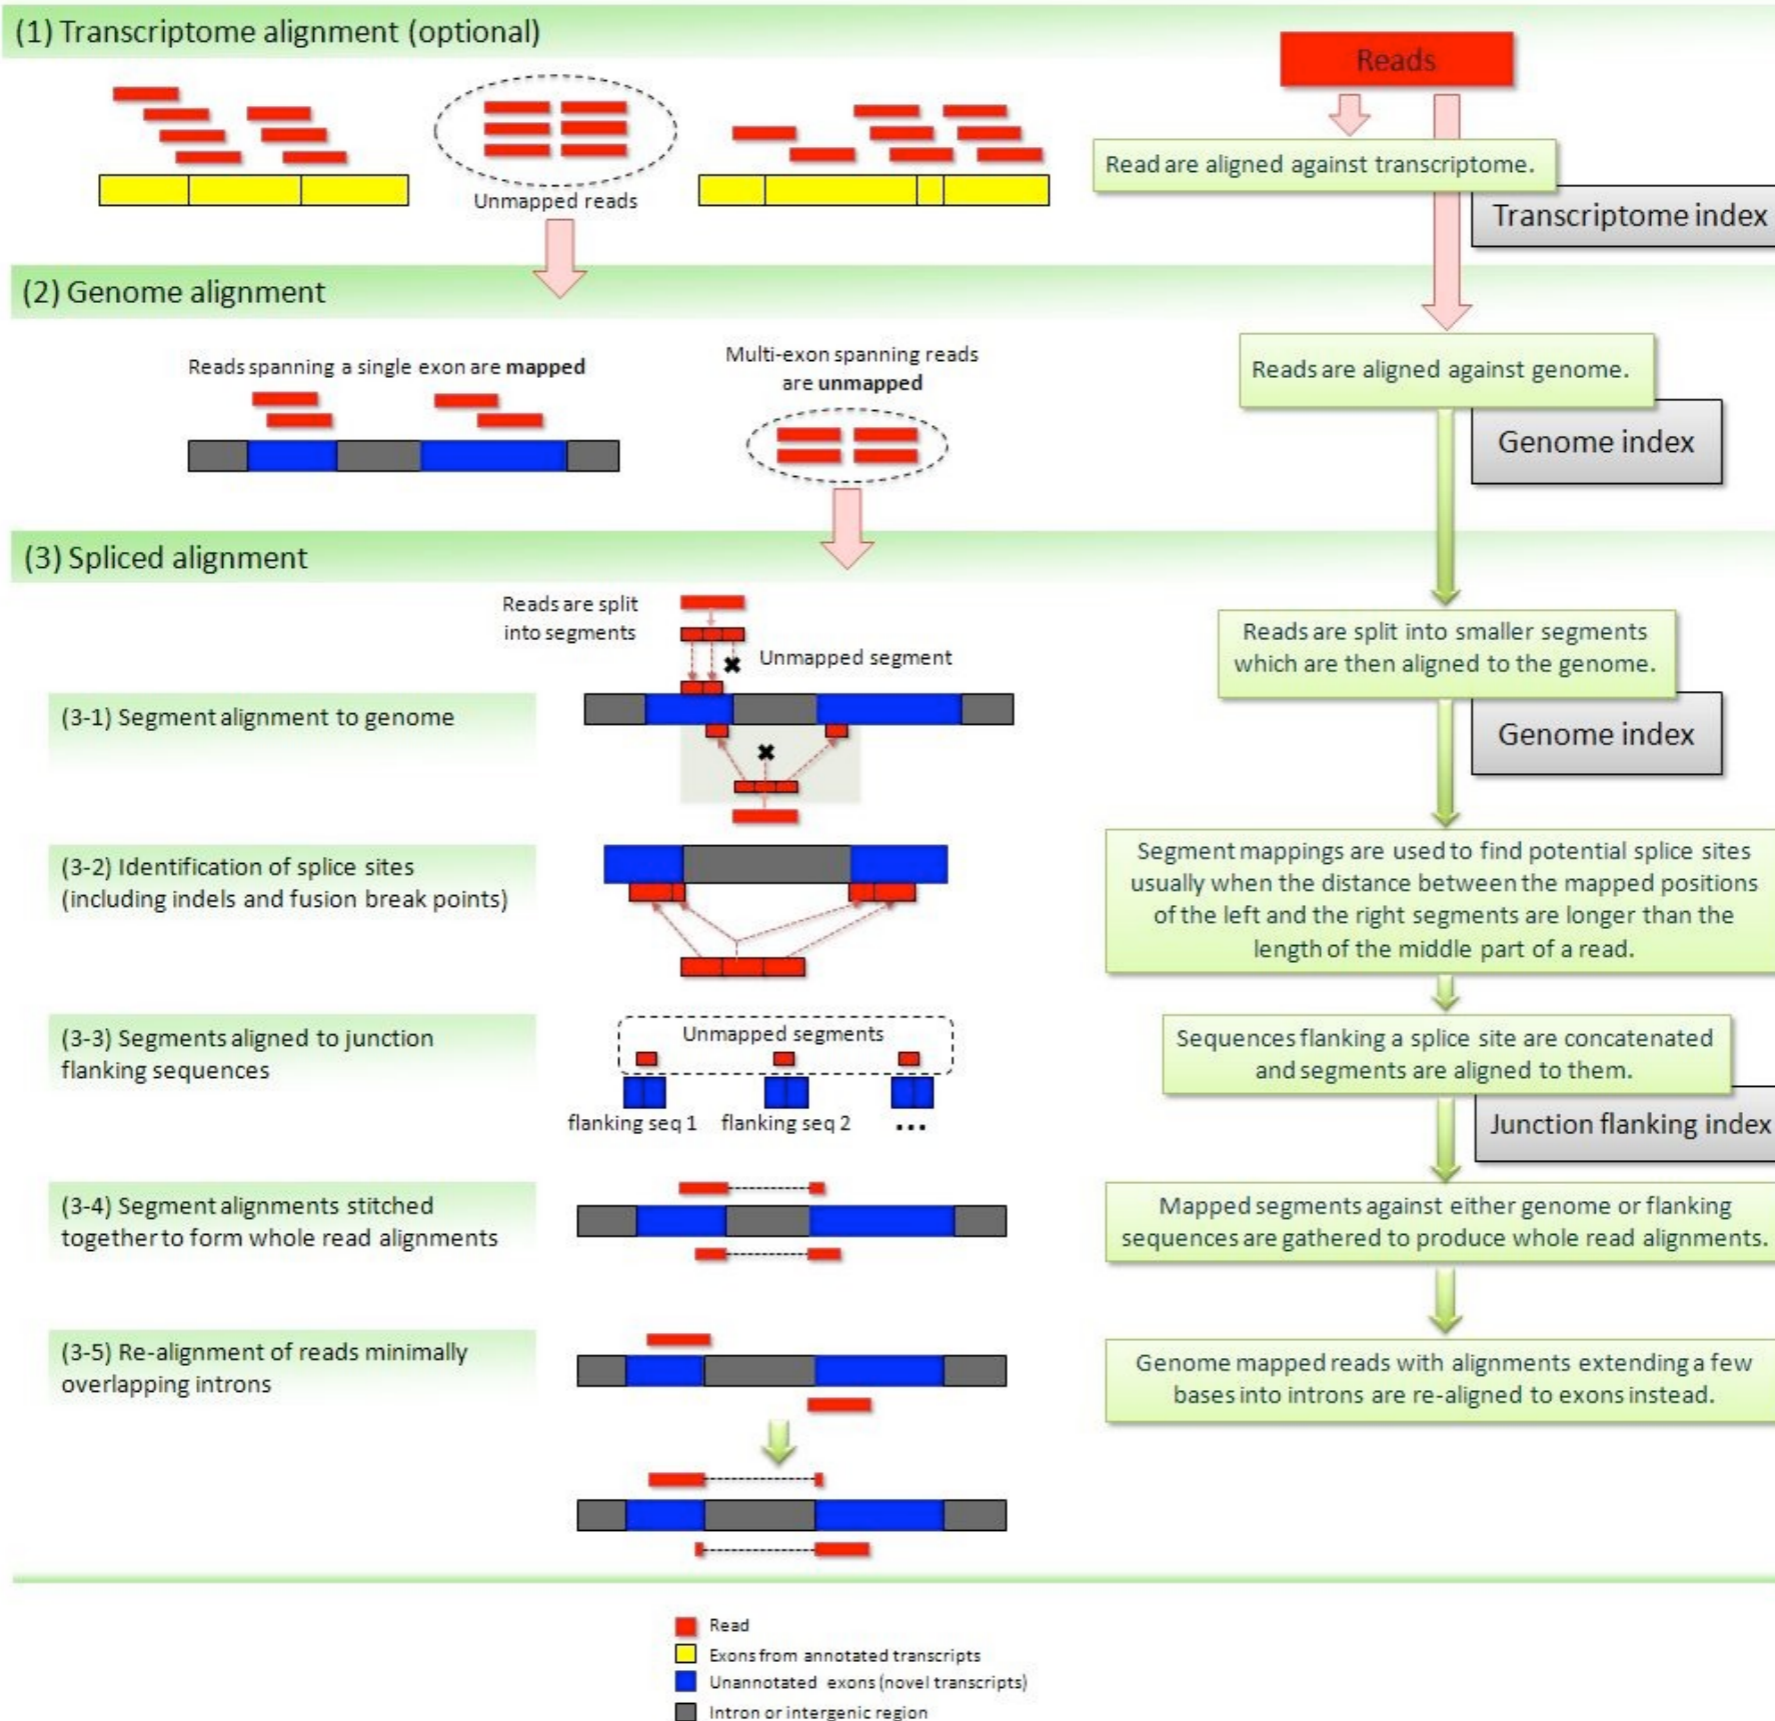 (1) Transcriptome alignment (optional)
Reads
Unmapped reads
Read are aligned against transcriptome.
Transcriptome index
(2) Genome alignment
Reads spanning a single exon are mapped
Multi-exon spanning reads
are unmapped
Reads are aligned against genome.
Genome index
(3) Spliced alignment
Reads are split
into segments
Unmapped segment
Reads are split into smaller segments
which are then aligned to the genome.
(3-1) Segment alignment to genome
Genome index
(3-2) Identification of splice sites
(including indels and fusion break points)
Segment mappings are used to find potential splice sites
usually when the distance between the mapped positions
of the left and the right segments are longer than the
length of the middle part of a read.
(3-3) Segments aligned to junction
flanking sequences
Unmapped segments
flanking seq 1
flanking seq 2
...
Sequences flanking a splice site are concatenated
and segments are aligned to them.
Junction flanking index
(3-4) Segment alignments stitched
together to form whole read alignments
Mapped segments against either genome or flanking
sequences are gathered to produce whole read alignments.
(3-5) Re-alignment of reads minimally
overlapping introns
Genome mapped reads with alignments extending a few
bases into introns are re-aligned to exons instead.
Read
Exons from annotated transcripts
Unannotated exons (novel transcripts)
Intron or intergenic region